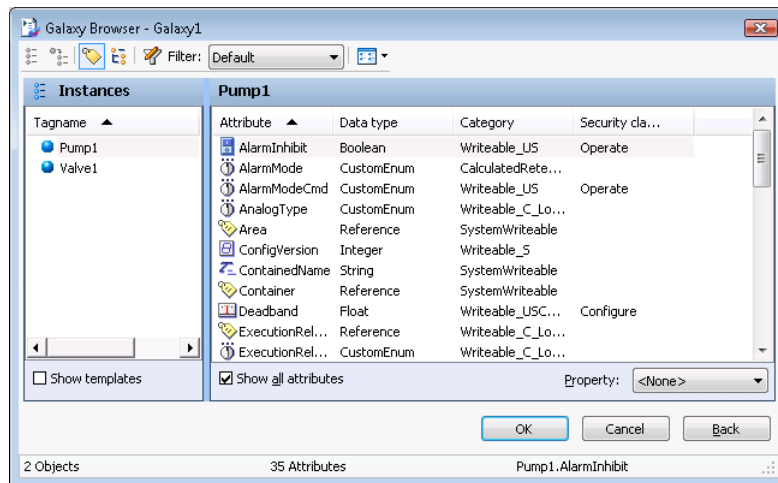 Galaxy Browser - Galaxy1
Filter: Default
Instances
Pump1
Tagname
Attribute Data type Category Security cla...
Pump1
Valve1
AlarmInhibit Boolean Writeable_US Operate
AlarmMode CustomEnum CalculatedRete...
AlarmModeCmd CustomEnum Writeable_US Operate
AnalogType CustomEnum Writeable_C_Lo...
Area Reference SystemWriteable
ConfigVersion Integer Writeable_S
ContainedName String SystemWriteable
Container Reference SystemWriteable
Deadband Float Writeable_USC... Configure
ExecutionRel... Reference Writeable_C_Lo...
ExecutionRel... CustomEnum Writeable_C_Lo...
Show templates
Show all attributes
Property: <None>
OK Cancel Back
2 Objects 35 Attributes Pump1.AlarmInhibit